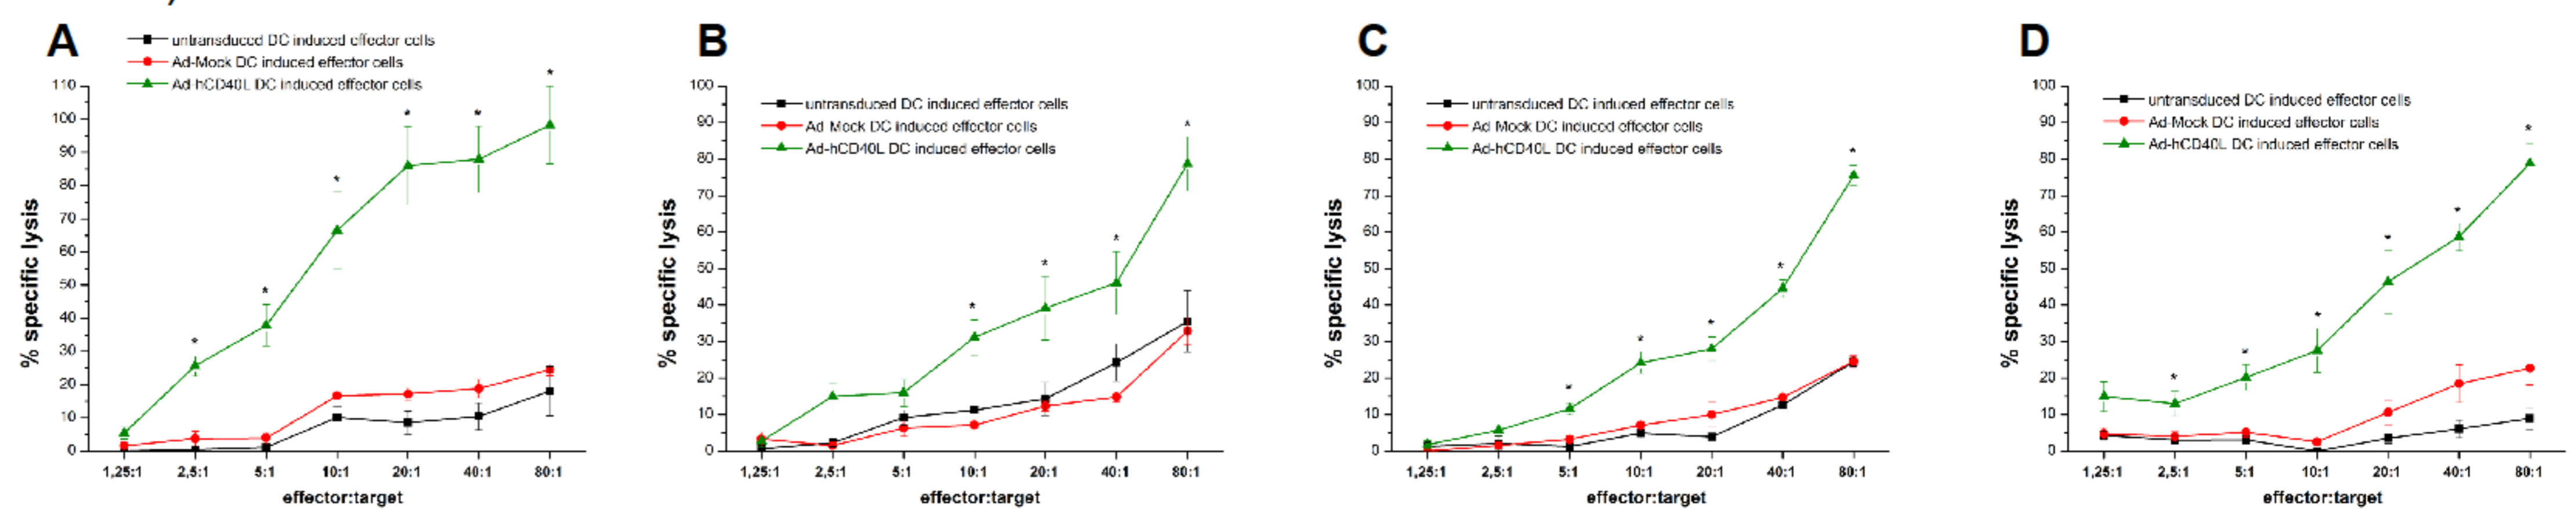 A
untransduced DC induced effector cells
Ad-Mock DC induced effector cells
Ad-hCD40L DC induced effector cells
110
100
90
80
70
60
50
40
30
20
10
0
% specific lysis
* * * * * *
1,25:1 2,5:1 5:1 10:1 20:1 40:1 80:1
effector:target
B
untransduced DC induced effector cells
Ad-Mock DC induced effector cells
Ad-hCD40L DC induced effector cells
100
90
80
70
60
50
40
30
20
10
0
% specific lysis
* * * *
1,25:1 2,5:1 5:1 10:1 20:1 40:1 80:1
effector:target
C
untransduced DC induced effector cells
Ad-Mock DC induced effector cells
Ad-hCD40L DC induced effector cells
100
90
80
70
60
50
40
30
20
10
0
% specific lysis
* * * * *
1,25:1 2,5:1 5:1 10:1 20:1 40:1 80:1
effector:target
D
untransduced DC induced effector cells
Ad-Mock DC induced effector cells
Ad-hCD40L DC induced effector cells
100
90
80
70
60
50
40
30
20
10
0
% specific lysis
* * * * * *
1,25:1 2,5:1 5:1 10:1 20:1 40:1 80:1
effector:target